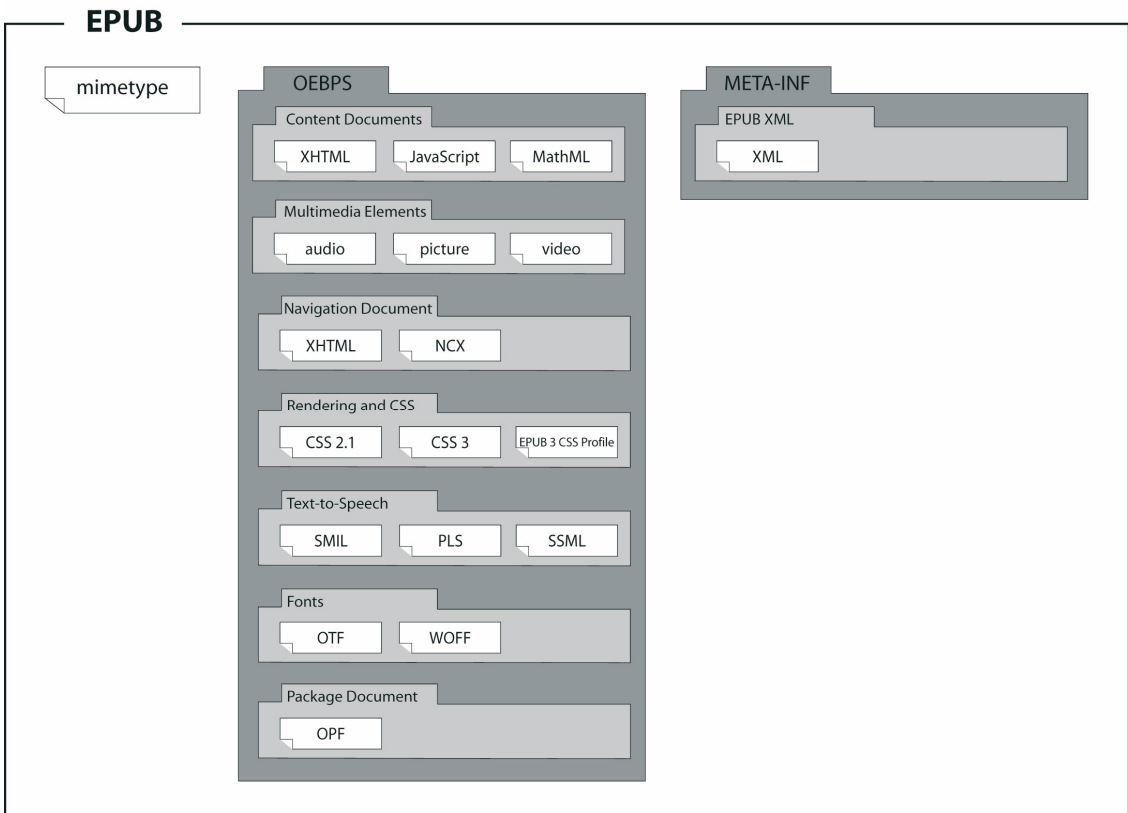 EPUB
mimetype
OEBPS
Content Documents
XHTML JavaScript MathML
Multimedia Elements
audio picture video
Navigation Document
XHTML NCX
Rendering and CSS
CSS 2.1 CSS 3 EPUB 3 CSS Profile
Text-to-Speech
SMIL PLS SSML
Fonts
OTF WOFF
Package Document
OPF
META-INF
EPUB XML
XML